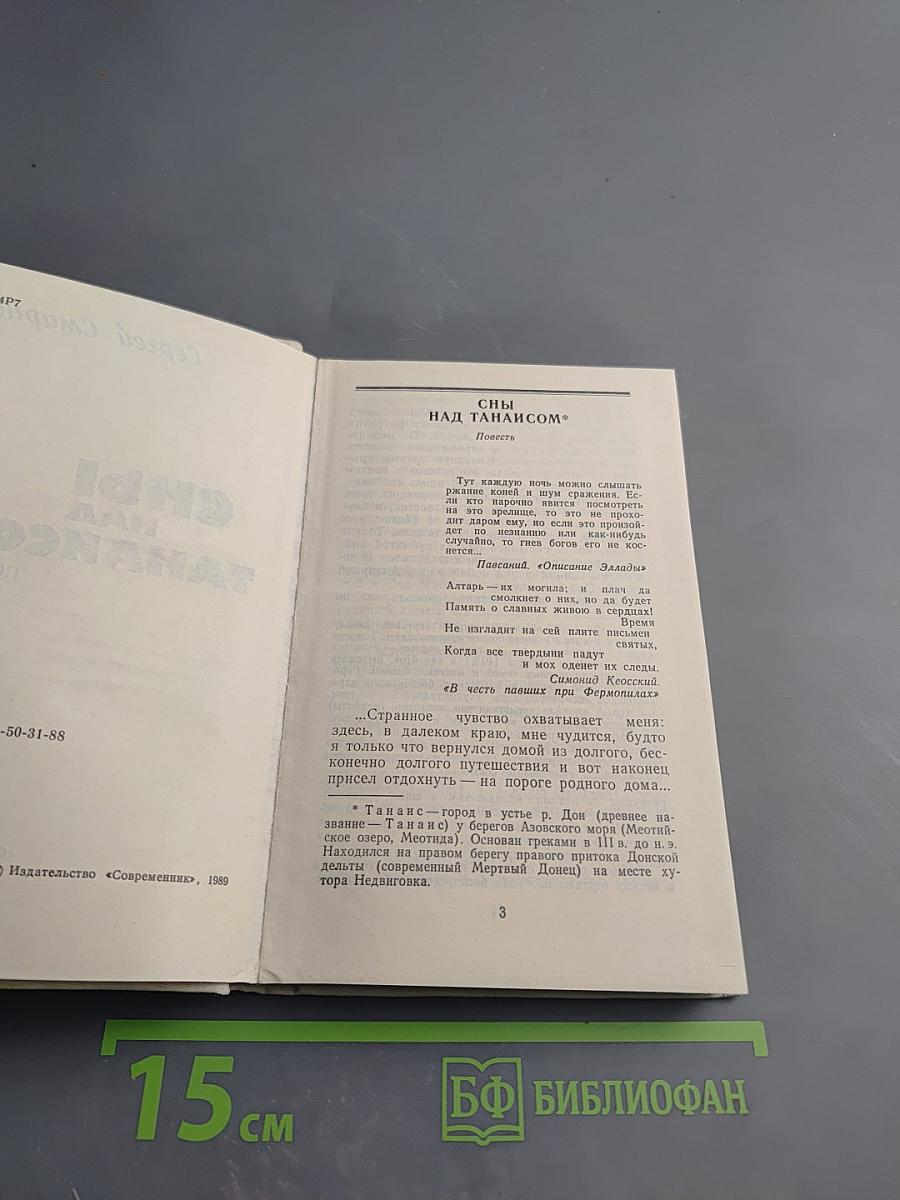 4Р7
-50-31-88
) Издательство «Современник», 1989
СНЫ
НАД ТАНАИСОМ*
Повесть
Тут каждую ночь можно слышать
ржание коней и шум сражения. Ес-
ли кто нарочно явится посмотреть
на это зрелище, то это не прохо-
дит даром ему, но если это произой-
дет по незнанию или как-нибудь
случайно, то гнев богов его не кос-
нется...
Павсаний. «Описание Эллады»
Алтарь — их могила; и плач да
смолкнет о них, но да будет
Память о славных живою в сердцах!
Время
Не изгладит на сей плите письмен
святых,
Когда все твердыни падут
и мох оденет их следы.
Симонид Кеосский.
«В честь павших при Фермопилах»
...Странное чувство охватывает меня:
здесь, в далеком краю, мне чудится, будто
я только что вернулся домой из долгого, бес-
конечно долгого путешествия и вот наконец
присел отдохнуть — на пороге родного дома...
* Танаис — город в устье р. Дон (древнее на-
звание — Танаис) у берегов Азовского моря (Меотий-
ское озеро, Меотида). Основан греками в III в. до н. э.
Находился на правом берегу правого притока Донской
дельты (современный Мертвый Донец) на месте ху-
тора Недвиговка.
3
15 см
БФ БИБЛИОФАН